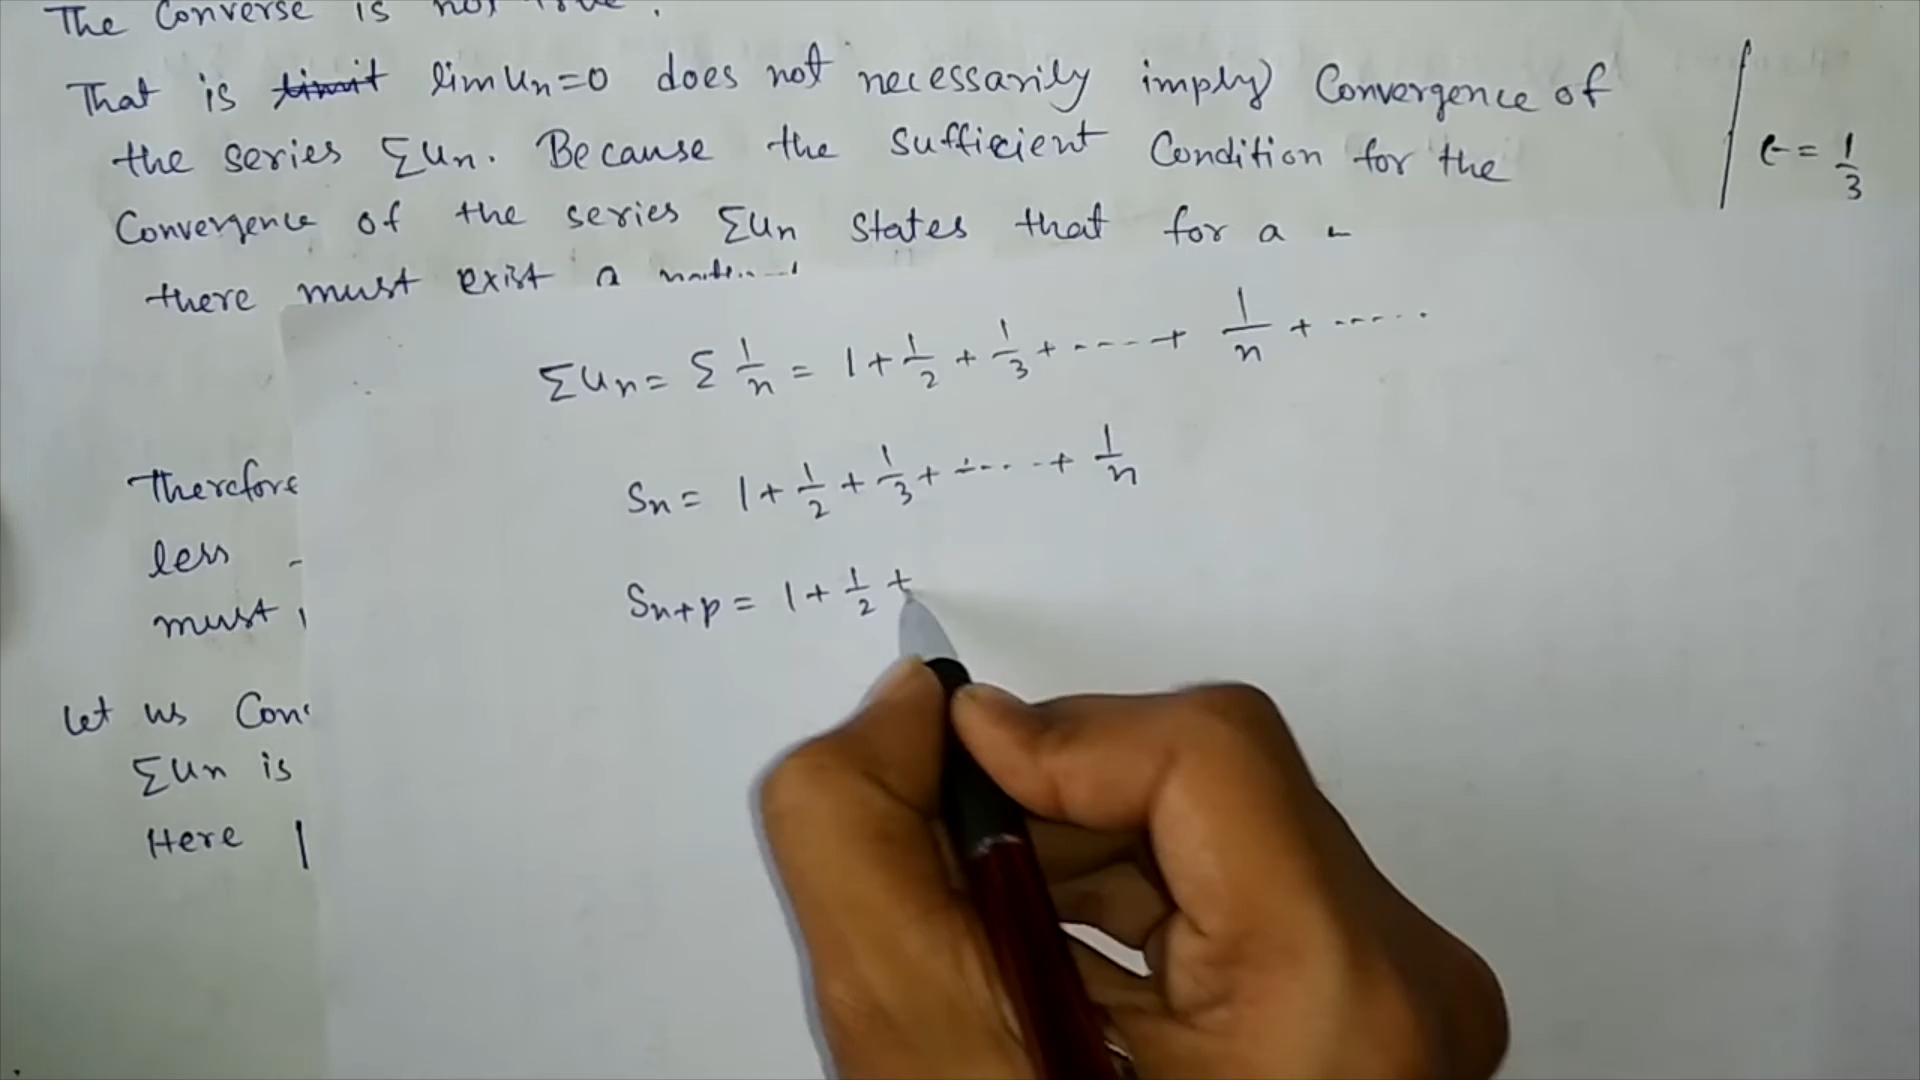 The Converse is not true.
That is limit lim Un=0 does not necessarily imply Convergence of
the series ΣUn. Because the sufficient Condition for the
Convergence of the series ΣUn states that for a
there must exist a
ϵ = 1/3
ΣUn = Σ 1/n = 1 + 1/2 + 1/3 + ---- + 1/n + ------
Sn = 1 + 1/2 + 1/3 + ---- + 1/n
Sn+p = 1 + 1/2 +
Therefore
less
must
Let us
ΣUn is
Here